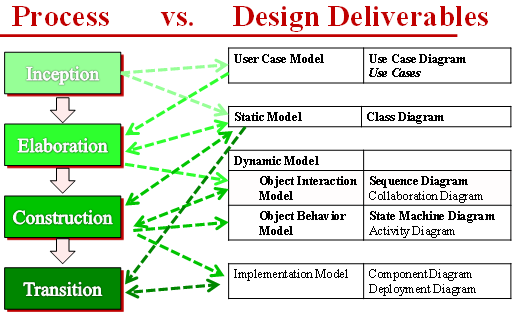 Process vs. Design Deliverables
Inception
Elaboration
Construction
Transition
User Case Model Use Case Diagram
Use Cases
Static Model Class Diagram
Dynamic Model
Object Interaction Sequence Diagram
Model Collaboration Diagram
Object Behavior State Machine Diagram
Model Activity Diagram
Implementation Model Component Diagram
Deployment Diagram